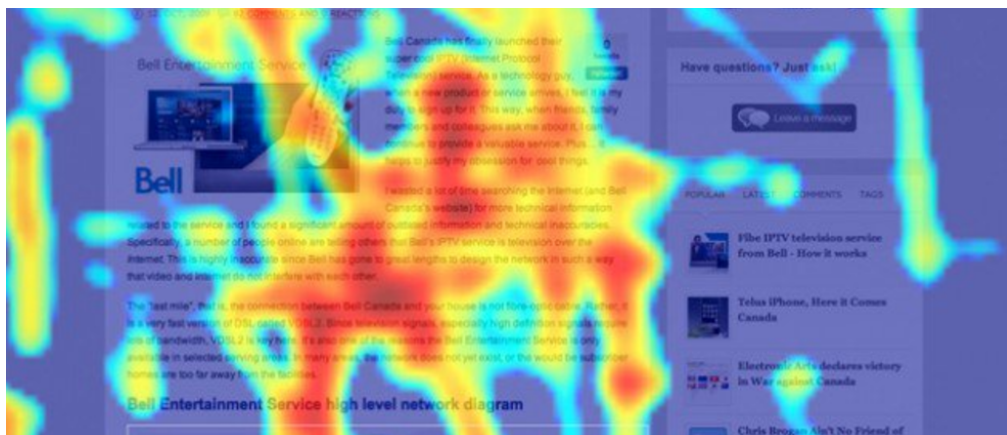 12. OCT, 2009 62 COMMENTS AND REACTIONS
Bell Entertainment Service
Bell
Bell Canada has finally launched their
super cool IPTV (Internet Protocol
Television) service. As a technology guy,
when a new product or service arrives, I feel it is my
duty to sign up for it. This way, when friends, family
members and colleagues ask me about it, I can
continue to provide a valuable service. Plus.... it
helps to justify my obsession for cool things.
I wasted a lot of time searching the Internet (and Bell
Canada's website) for more technical information
related to the service and I found a significant amount of outdated information and technical inaccuracies.
Specifically, a number of people online are telling others that Bell's IPTV service is television over the
Internet. This is highly inaccurate since Bell has gone to great lengths to design the network in such a way
that video and Internet do not interfere with each other.
The "last mile", that is, the connection between Bell Canada and your house is not fibre-optic cable. Rather, it
is a very fast version of DSL called VDSL2. Since television signals, especially high definition signals require
lots of bandwidth, VDSL2 is key here. It's also one of the reasons the Bell Entertainment Service is only
available in selected serving areas. In many areas, the network does not yet exist, or the would be subscriber
homes are too far away from the facilities.
Bell Entertainment Service high level network diagram
0
Have questions? Just ask!
Leave a message
POPULAR LATEST COMMENTS TAGS
Fibe IPTV television service
from Bell - How it works
Telus iPhone, Here it Comes
Canada
Electronic Arts declares victory
in War against Canada
Chris Brogan Ain't No Friend of